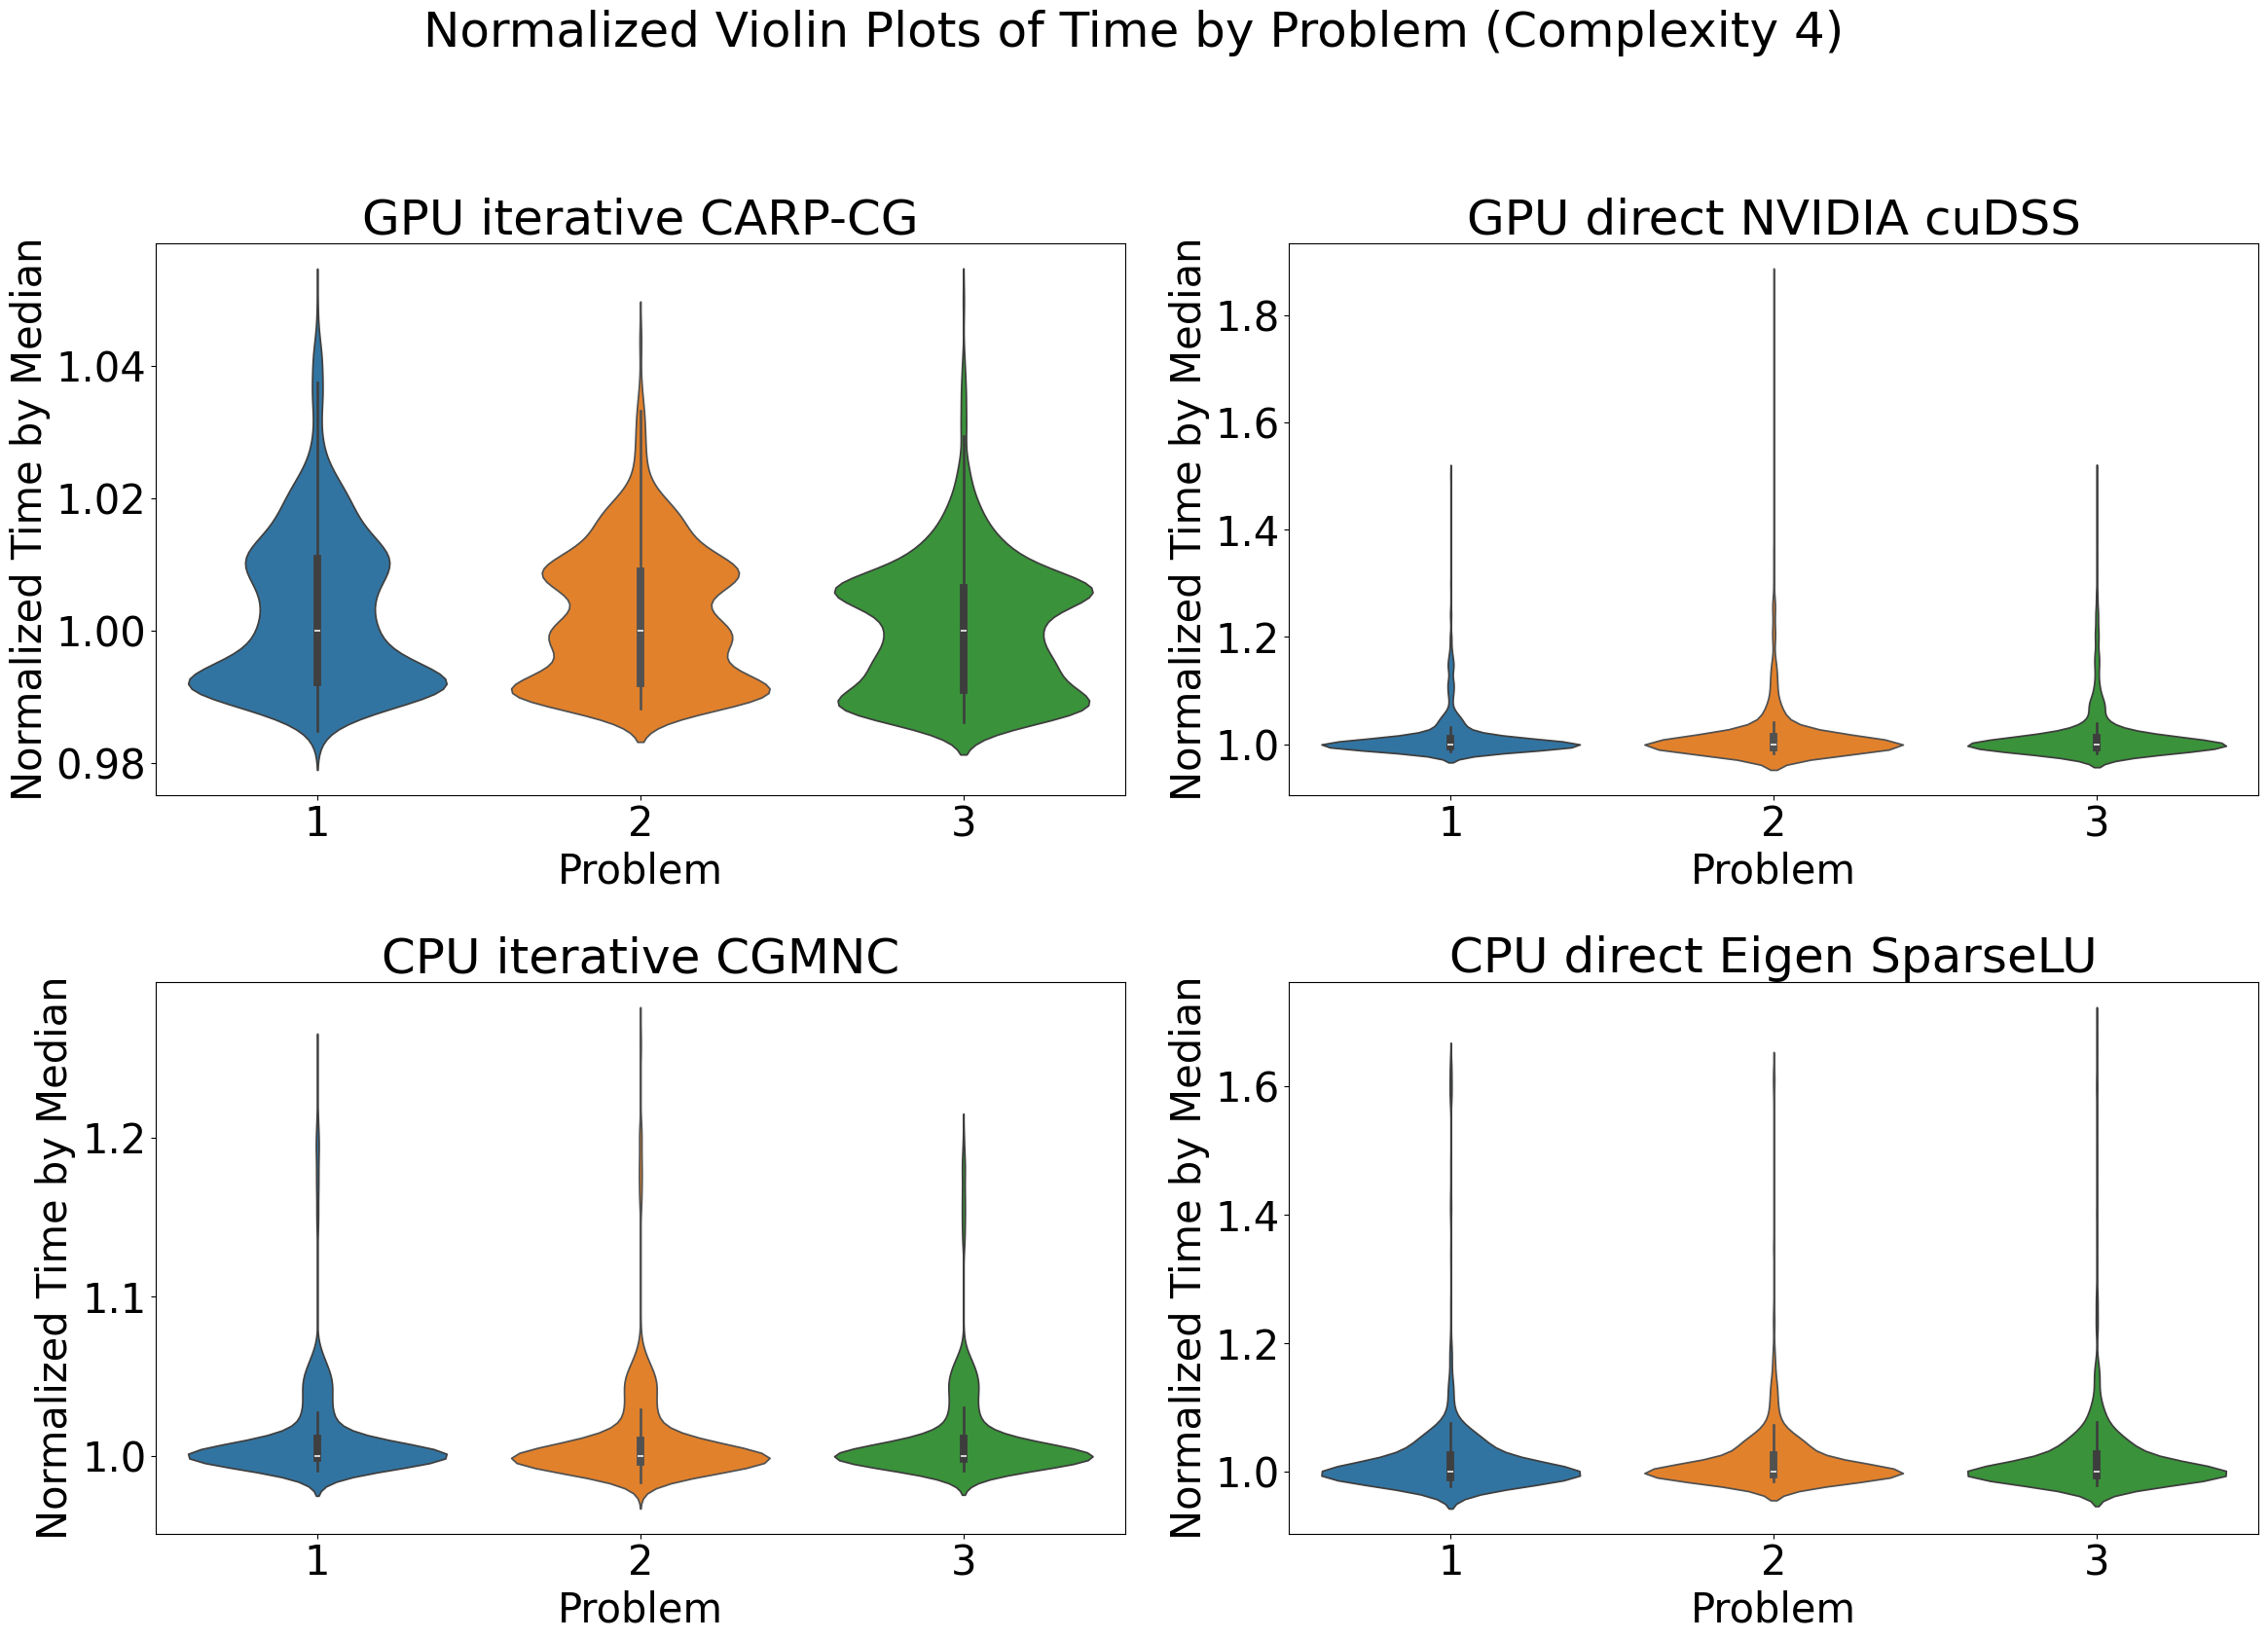 Normalized Violin Plots of Time by Problem (Complexity 4)
GPU iterative CARP-CG
Normalized Time by Median
1.04
1.02
1.00
0.98
1 2 3
Problem
GPU direct NVIDIA cuDSS
Normalized Time by Median
1.8
1.6
1.4
1.2
1.0
1 2 3
Problem
CPU iterative CGMNC
Normalized Time by Median
1.2
1.1
1.0
1 2 3
Problem
CPU direct Eigen SparseLU
Normalized Time by Median
1.6
1.4
1.2
1.0
1 2 3
Problem